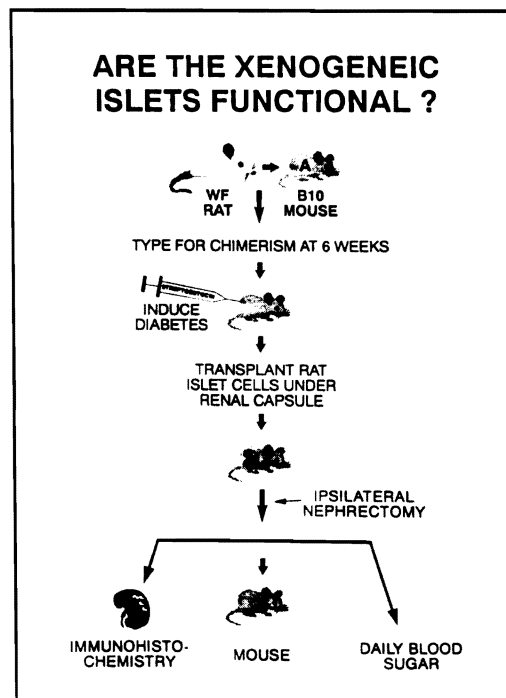 ARE THE XENOGENEIC
ISLETS FUNCTIONAL ?
A
WF
RAT
B10
MOUSE
TYPE FOR CHIMERISM AT 6 WEEKS
INDUCE
DIABETES
TRANSPLANT RAT
ISLET CELLS UNDER
RENAL CAPSULE
IPSILATERAL
NEPHRECTOMY
IMMUNOHISTO-
CHEMISTRY
MOUSE
DAILY BLOOD
SUGAR